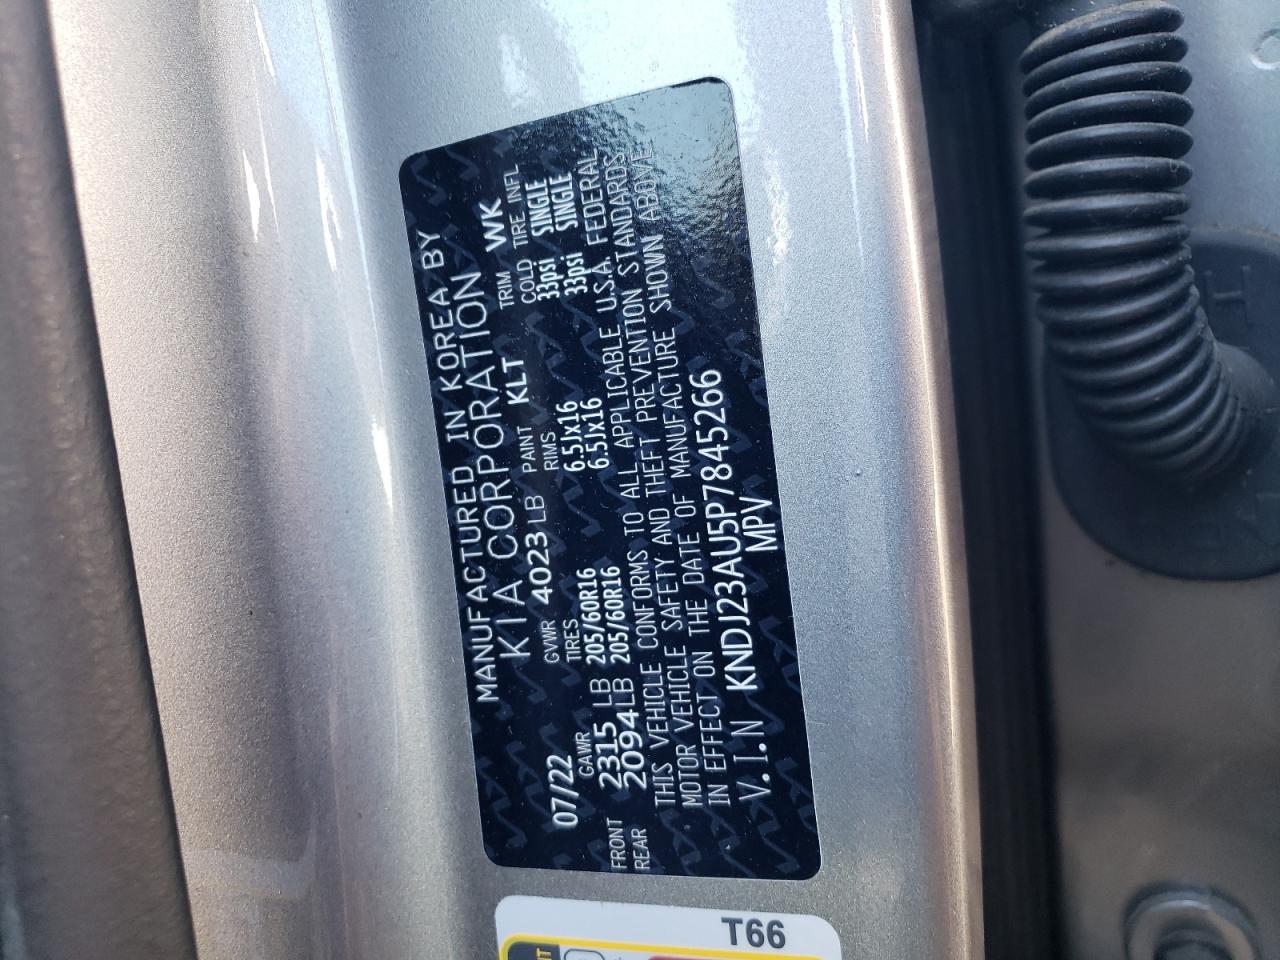 MANUFACTURED IN KOREA BY
KIA CORPORATION
07/22 GVWR 4023 LB PAINT KLT TRIM WK
GAWR TIRES RIMS COLD TIRE INFL
FRONT 2315 LB 205/60R16 6.5Jx16 33psi SINGLE
REAR 2094LB 205/60R16 6.5Jx16 33psi SINGLE
THIS VEHICLE CONFORMS TO ALL APPLICABLE U.S.A. FEDERAL
MOTOR VEHICLE SAFETY AND THEFT PREVENTION STANDARDS
IN EFFECT ON THE DATE OF MANUFACTURE SHOWN ABOVE
V.I.N KNDJ23AU5P7845266
MPV
T66
H